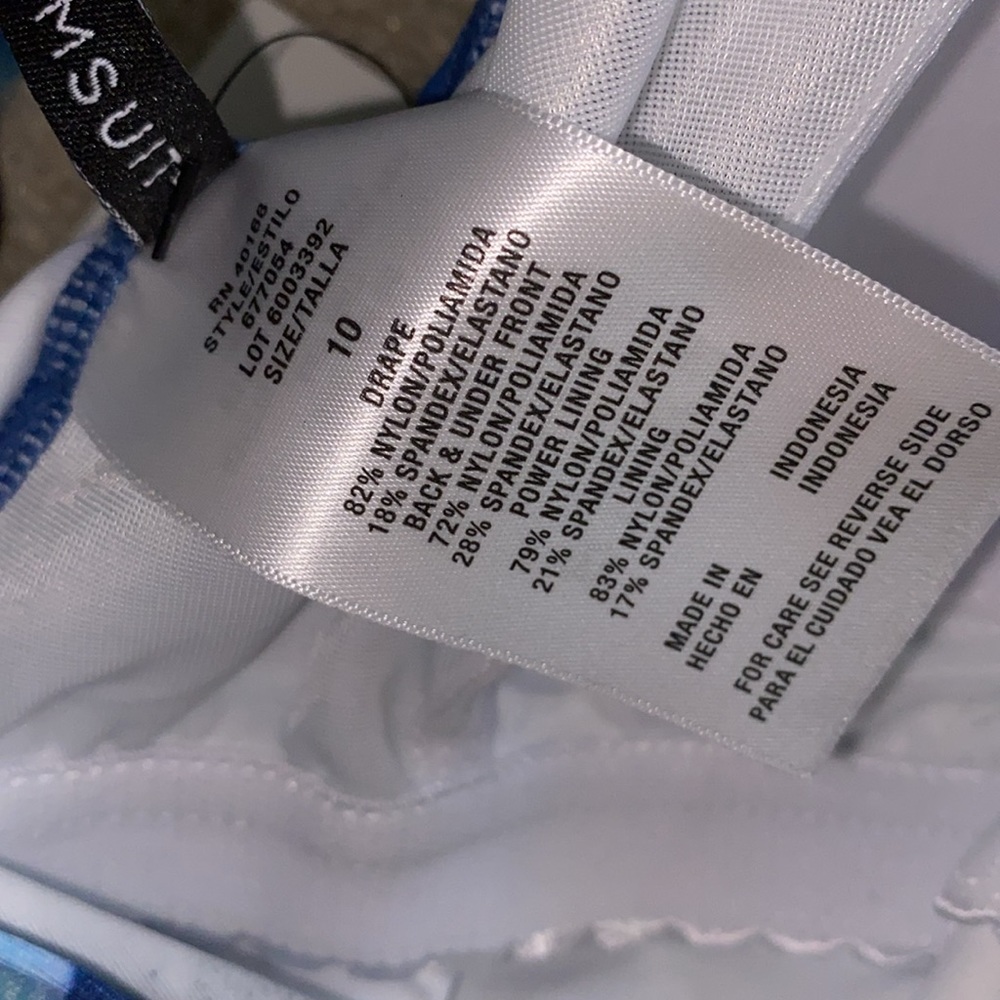 MSUIT
RN 40168
STYLE/ESTILO
677054
LOT 6003392
SIZE/TALLA
10
DRAPE
82% NYLON/POLIAMIDA
18% SPANDEX/ELASTANO
BACK & UNDER FRONT
72% NYLON/POLIAMIDA
28% SPANDEX/ELASTANO
POWER LINING
79% NYLON/POLIAMIDA
21% SPANDEX/ELASTANO
LINING
83% NYLON/POLIAMIDA
17% SPANDEX/ELASTANO
MADE IN INDONESIA
HECHO EN INDONESIA
FOR CARE SEE REVERSE SIDE
PARA EL CUIDADO VEA EL DORSO